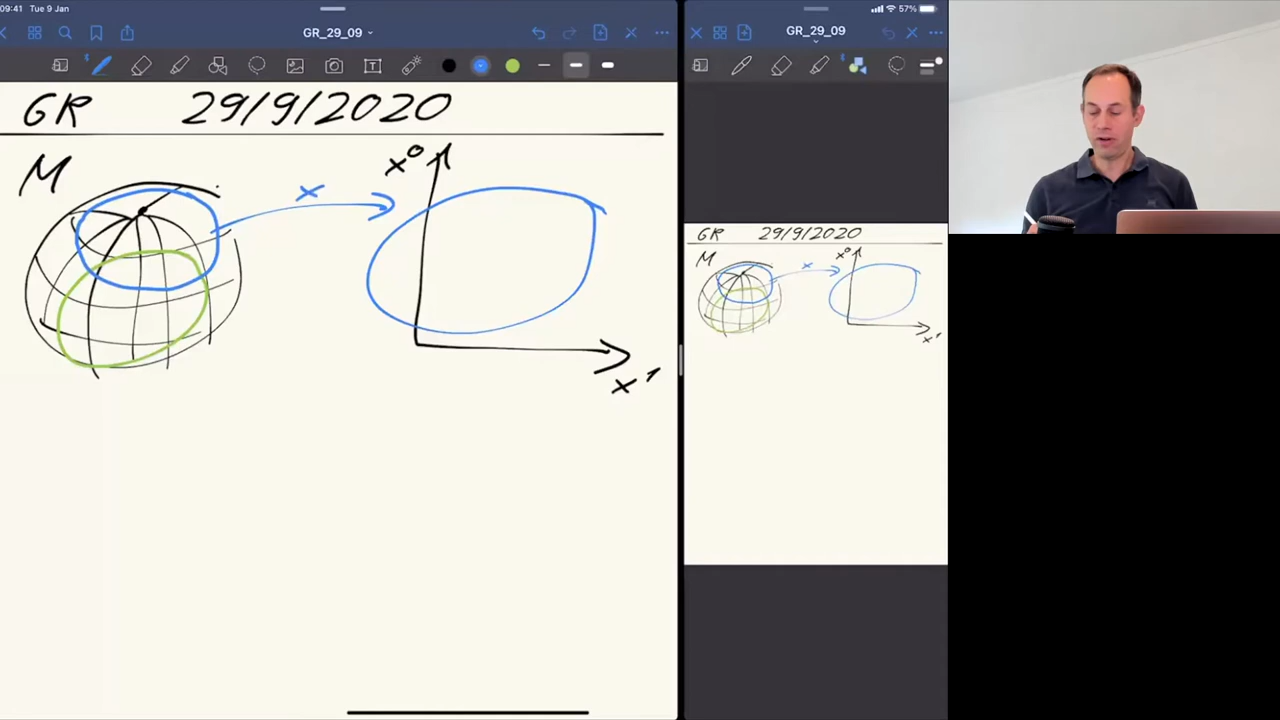 09:41 Tue 9 Jan
57%
GR_29_09
GR_29_09
GR 29/9/2020
M
x⁰
x
x¹
GR 29/9/2020
M
x⁰
x
x¹